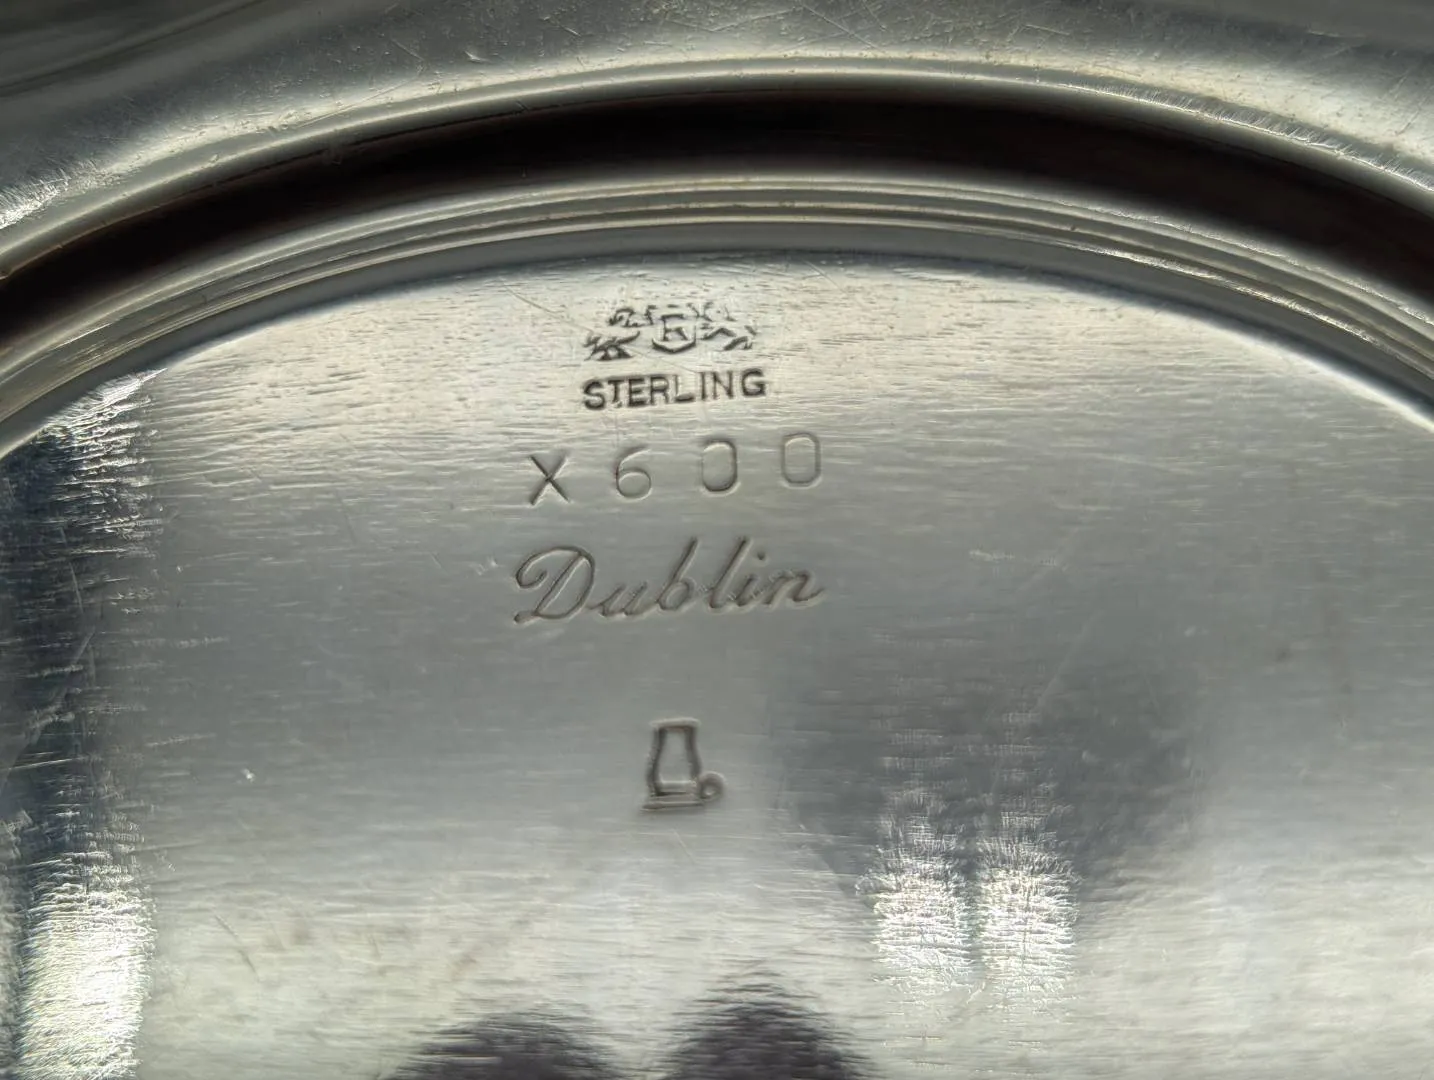 R
STERLING
X600
Dublin